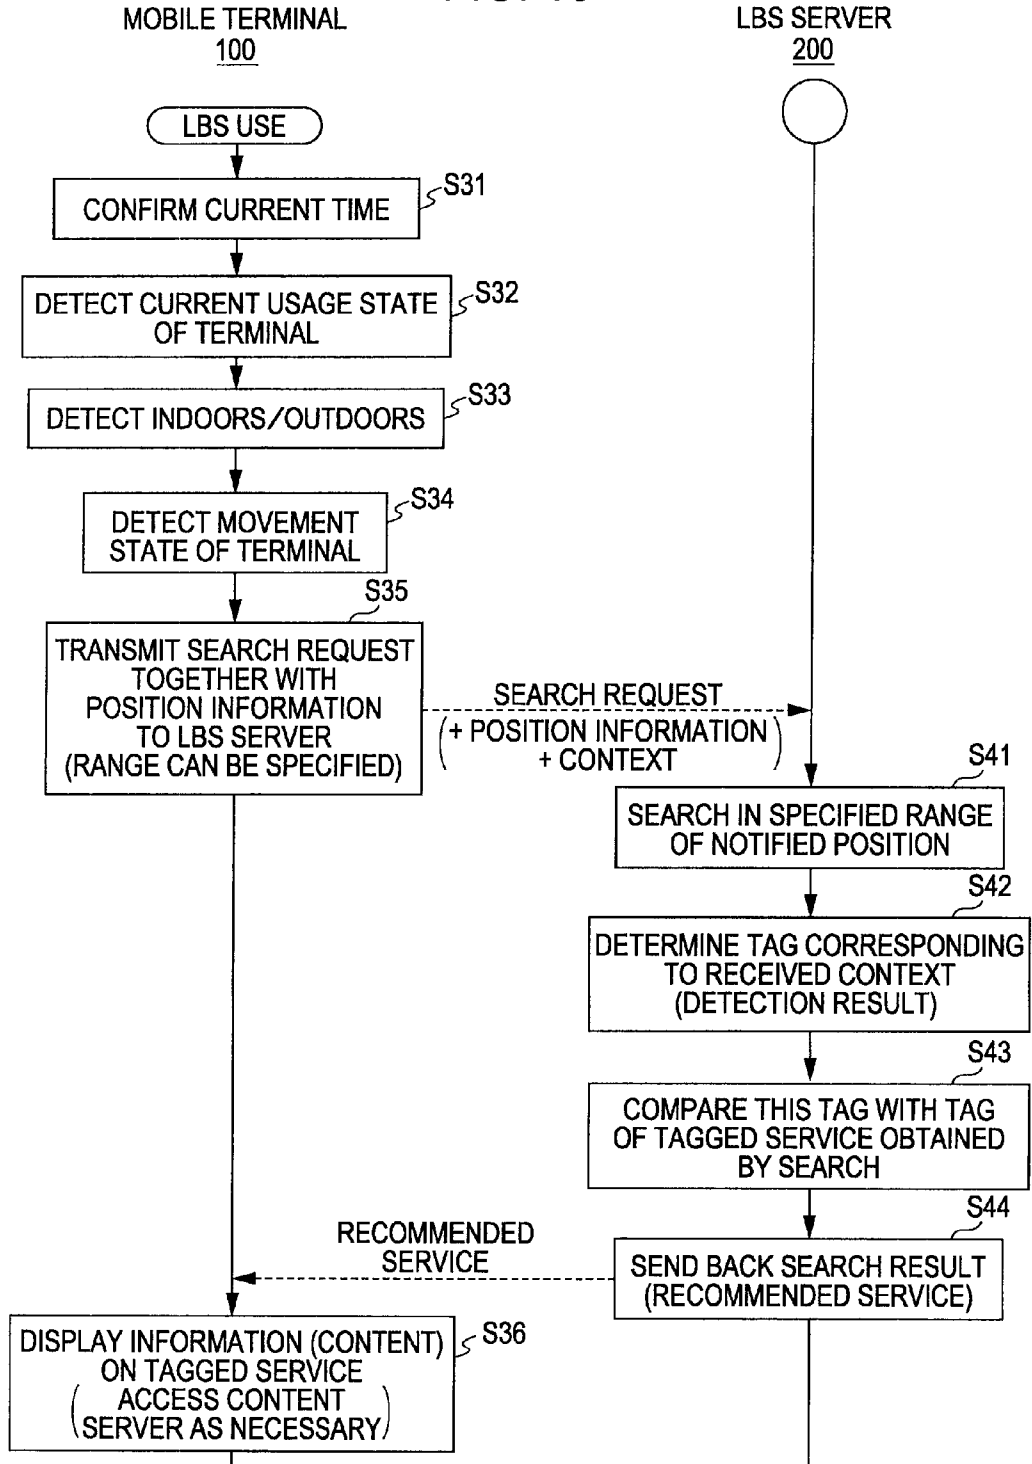 MOBILE TERMINAL
100
LBS SERVER
200
LBS USE
S31
CONFIRM CURRENT TIME
S32
DETECT CURRENT USAGE STATE
OF TERMINAL
S33
DETECT INDOORS/OUTDOORS
S34
DETECT MOVEMENT
STATE OF TERMINAL
S35
TRANSMIT SEARCH REQUEST
TOGETHER WITH
POSITION INFORMATION
TO LBS SERVER
(RANGE CAN BE SPECIFIED)
SEARCH REQUEST
(+ POSITION INFORMATION
+ CONTEXT)
S41
SEARCH IN SPECIFIED RANGE
OF NOTIFIED POSITION
S42
DETERMINE TAG CORRESPONDING
TO RECEIVED CONTEXT
(DETECTION RESULT)
S43
COMPARE THIS TAG WITH TAG
OF TAGGED SERVICE OBTAINED
BY SEARCH
S44
SEND BACK SEARCH RESULT
(RECOMMENDED SERVICE)
RECOMMENDED
SERVICE
S36
DISPLAY INFORMATION (CONTENT)
ON TAGGED SERVICE
(ACCESS CONTENT
SERVER AS NECESSARY)